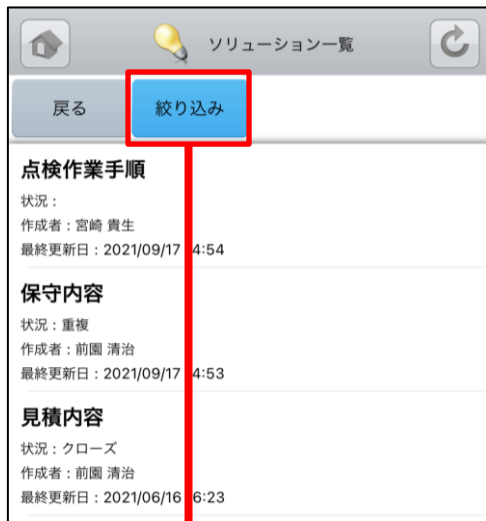 ソリューション一覧
戻る 絞り込み
点検作業手順
状況：
作成者：宮崎 貴生
最終更新日：2021/09/17 4:54
保守内容
状況：重複
作成者：前園 清治
最終更新日：2021/09/17 4:53
見積内容
状況：クローズ
作成者：前園 清治
最終更新日：2021/06/16 6:23